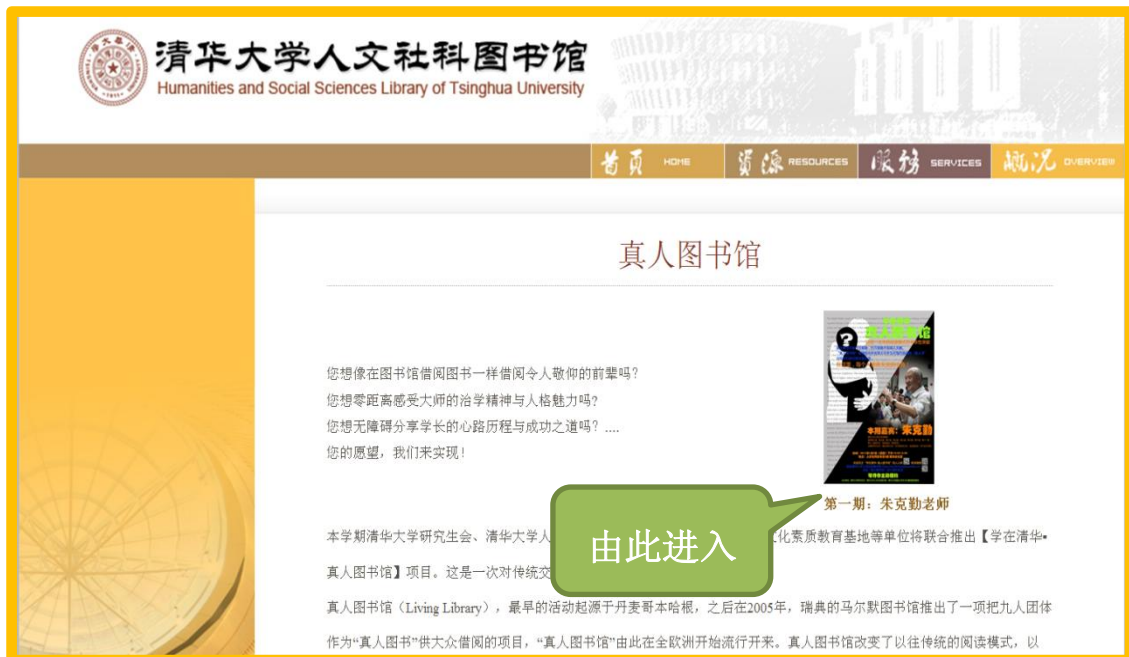 清华大学人文社科图书馆
Humanities and Social Sciences Library of Tsinghua University
首页 HOME 资源 RESOURCES 服务 SERVICES 概况 OVERVIEW
真人图书馆
您想像在图书馆借阅图书一样借阅令人敬仰的前辈吗?
您想零距离感受大师的治学精神与人格魅力吗?
您想无障碍分享学长的心路历程与成功之道吗?....
您的愿望，我们来实现!
本期嘉宾：朱克勤
第一期：朱克勤老师
由此进入
本学期清华大学研究生会、清华大学人 化素质教育基地等单位将联合推出【学在清华▪
真人图书馆】项目。这是一次对传统交
真人图书馆（Living Library），最早的活动起源于丹麦哥本哈根，之后在2005年，瑞典的马尔默图书馆推出了一项把九人团体
作为“真人图书”供大众借阅的项目，“真人图书馆”由此在全欧洲开始流行开来。真人图书馆改变了以往传统的阅读模式，以